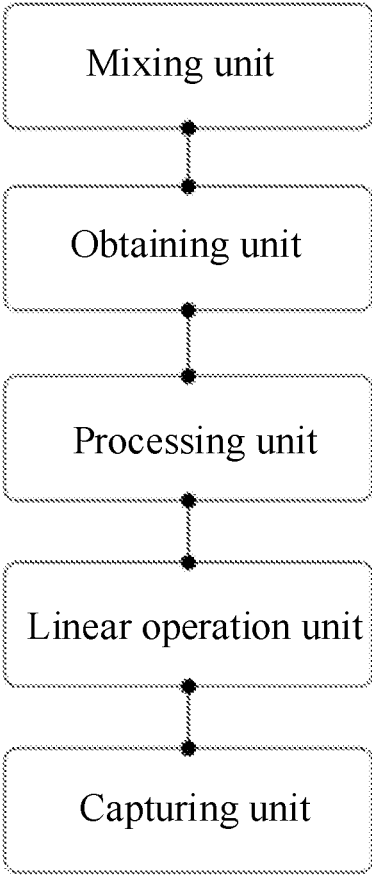 Mixing unit
Obtaining unit
Processing unit
Linear operation unit
Capturing unit